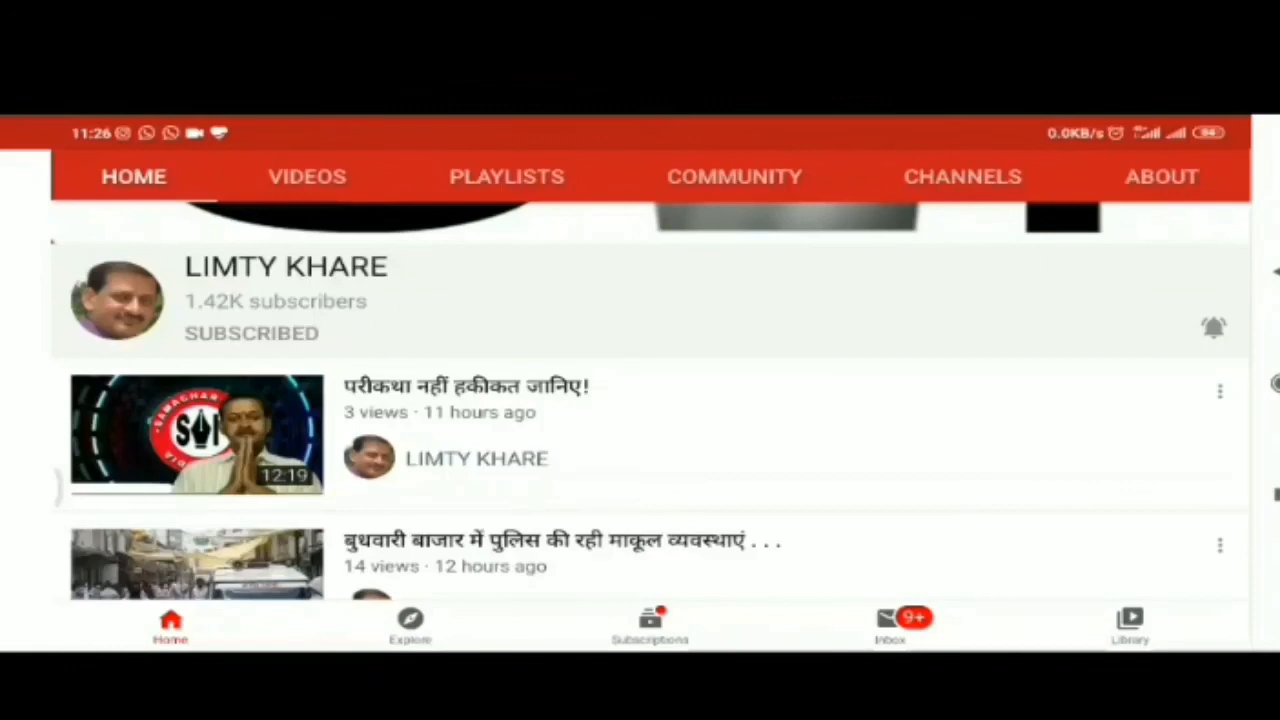 11:26
0.0KB/s
94
HOME VIDEOS PLAYLISTS COMMUNITY CHANNELS ABOUT
LIMTY KHARE
1.42K subscribers
SUBSCRIBED
परीकथा नहीं हकीकत जानिए!
3 views · 11 hours ago
LIMTY KHARE
SAMACHAR
12:19
बुधवारी बाजार में पुलिस की रही माकूल व्यवस्थाएं . . .
14 views · 12 hours ago
9+
Home Explore Subscriptions Inbox Library